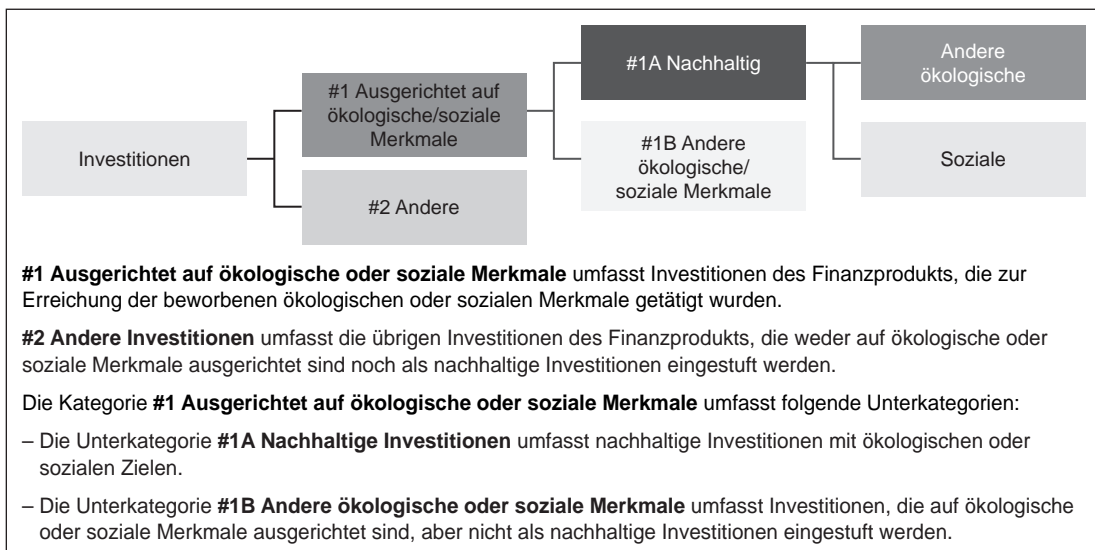 Investitionen
#1 Ausgerichtet auf
ökologische/soziale
Merkmale
#2 Andere
#1A Nachhaltig
#1B Andere
ökologische/
soziale Merkmale
Andere
ökologische
Soziale
#1 Ausgerichtet auf ökologische oder soziale Merkmale umfasst Investitionen des Finanzprodukts, die zur
Erreichung der beworbenen ökologischen oder sozialen Merkmale getätigt wurden.
#2 Andere Investitionen umfasst die übrigen Investitionen des Finanzprodukts, die weder auf ökologische oder
soziale Merkmale ausgerichtet sind noch als nachhaltige Investitionen eingestuft werden.
Die Kategorie #1 Ausgerichtet auf ökologische oder soziale Merkmale umfasst folgende Unterkategorien:
– Die Unterkategorie #1A Nachhaltige Investitionen umfasst nachhaltige Investitionen mit ökologischen oder
sozialen Zielen.
– Die Unterkategorie #1B Andere ökologische oder soziale Merkmale umfasst Investitionen, die auf ökologische
oder soziale Merkmale ausgerichtet sind, aber nicht als nachhaltige Investitionen eingestuft werden.